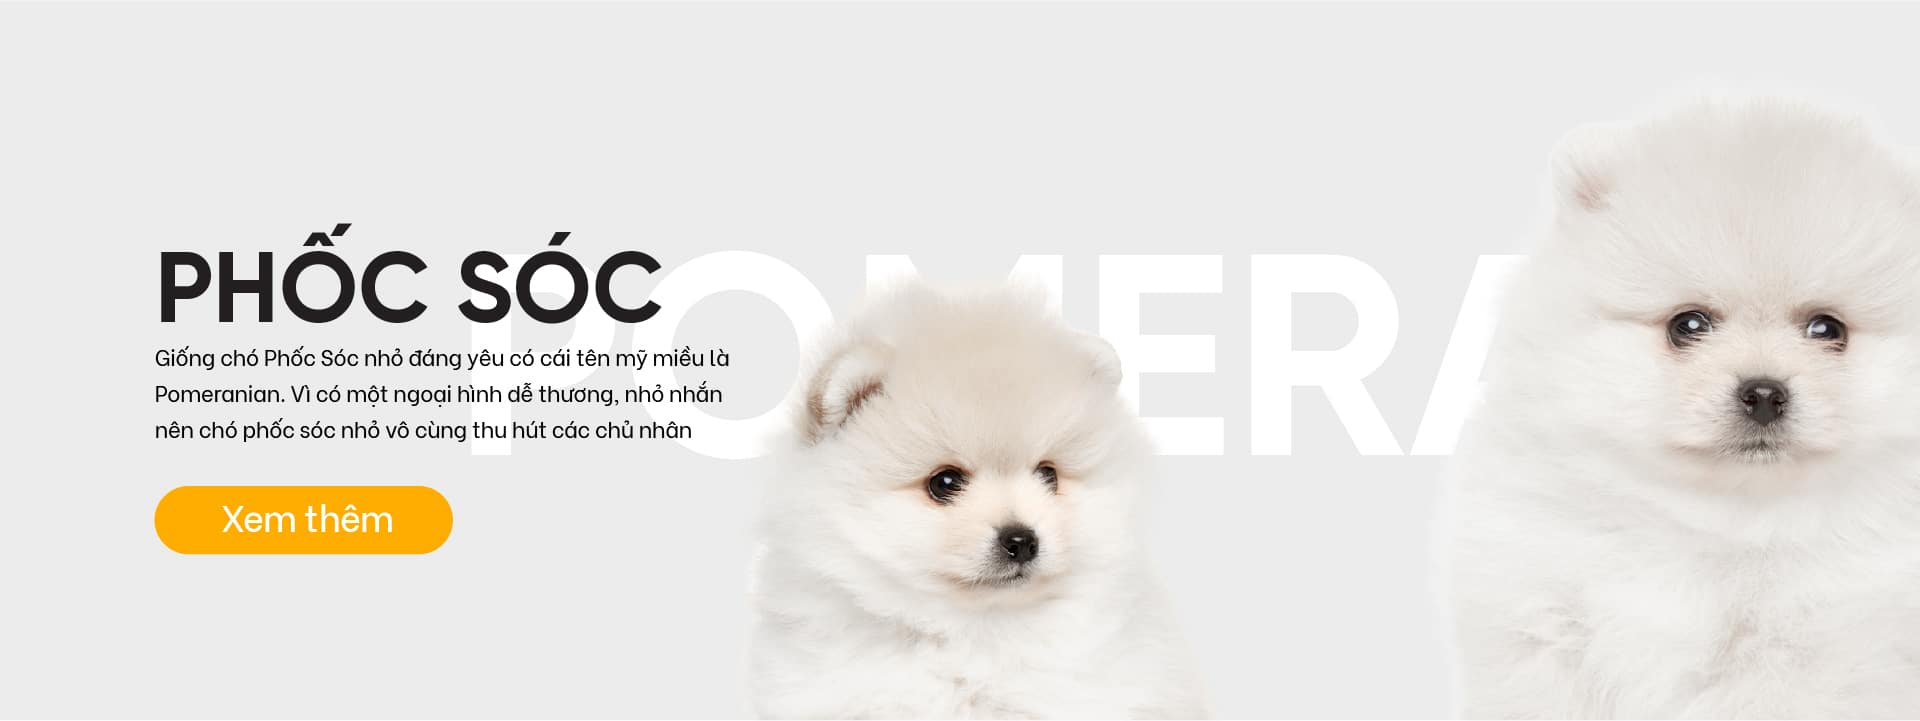 PHỐC SÓC
POMERA
Giống chó Phốc Sóc nhỏ đáng yêu có cái tên mỹ miều là
Pomeranian. Vì có một ngoại hình dễ thương, nhỏ nhắn
nên chó phốc sóc nhỏ vô cùng thu hút các chủ nhân
Xem thêm